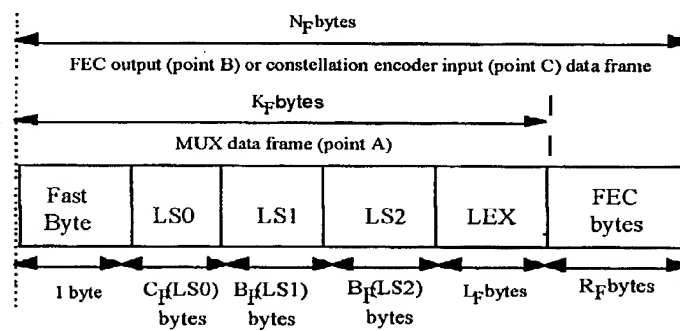 N_F bytes
FEC output (point B) or constellation encoder input (point C) data frame
K_F bytes
MUX data frame (point A)
Fast Byte
LS0
LS1
LS2
LEX
FEC bytes
1 byte
C_F(LS0) bytes
B_F(LS1) bytes
B_F(LS2) bytes
L_F bytes
R_F bytes